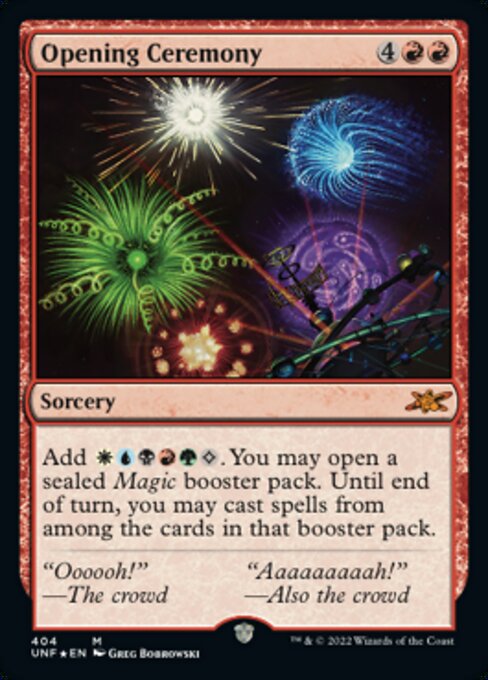 Opening Ceremony 4
Sorcery
Add . You may open a
sealed Magic booster pack. Until end
of turn, you may cast spells from
among the cards in that booster pack.
“Oooooh!” “Aaaaaaaaah!”
—The crowd —Also the crowd
404 M
UNF★EN Greg Bobrowski ™ & © 2022 Wizards of the Coast